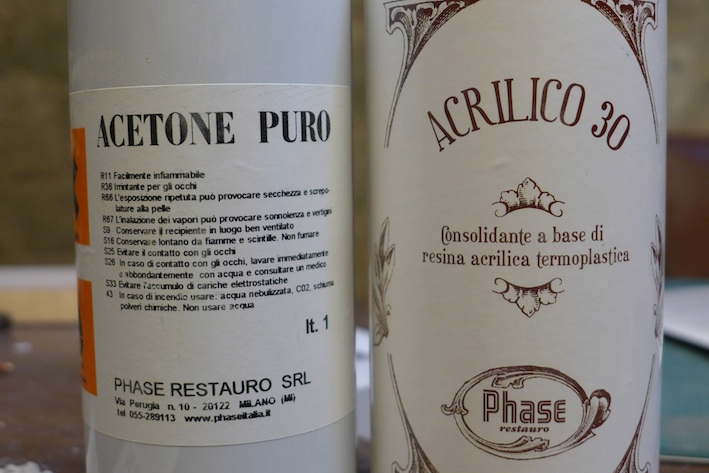 ACETONE PURO
R11 Facilmente infiammabile
R36 Irritante per gli occhi
R66 L'esposizione ripetuta può provocare secchezza e screpo-
lature alla pelle
R67 L'inalazione dei vapori può provocare sonnolenza e vertigini
S9 Conservare il recipiente in luogo ben ventilato
S16 Conservare lontano da fiamme e scintille. Non fumare
S25 Evitare il contatto con gli occhi
S26 In caso di contatto con gli occhi, lavare immediatamente
e abbondantemente con acqua e consultare un medico
S33 Evitare l'accumulo di cariche elettrostatiche
43 In caso di incendio usare: acqua nebulizzata, CO2, schiuma
polveri chimiche. Non usare acqua
lt. 1
PHASE RESTAURO SRL
Via Perugia n. 10 - 20122 MILANO (MI)
tel 055-289113 www.phaseitalia.it
ACRILICO 30
Consolidante a base di
resina acrilica termoplastica
Phase
restauro